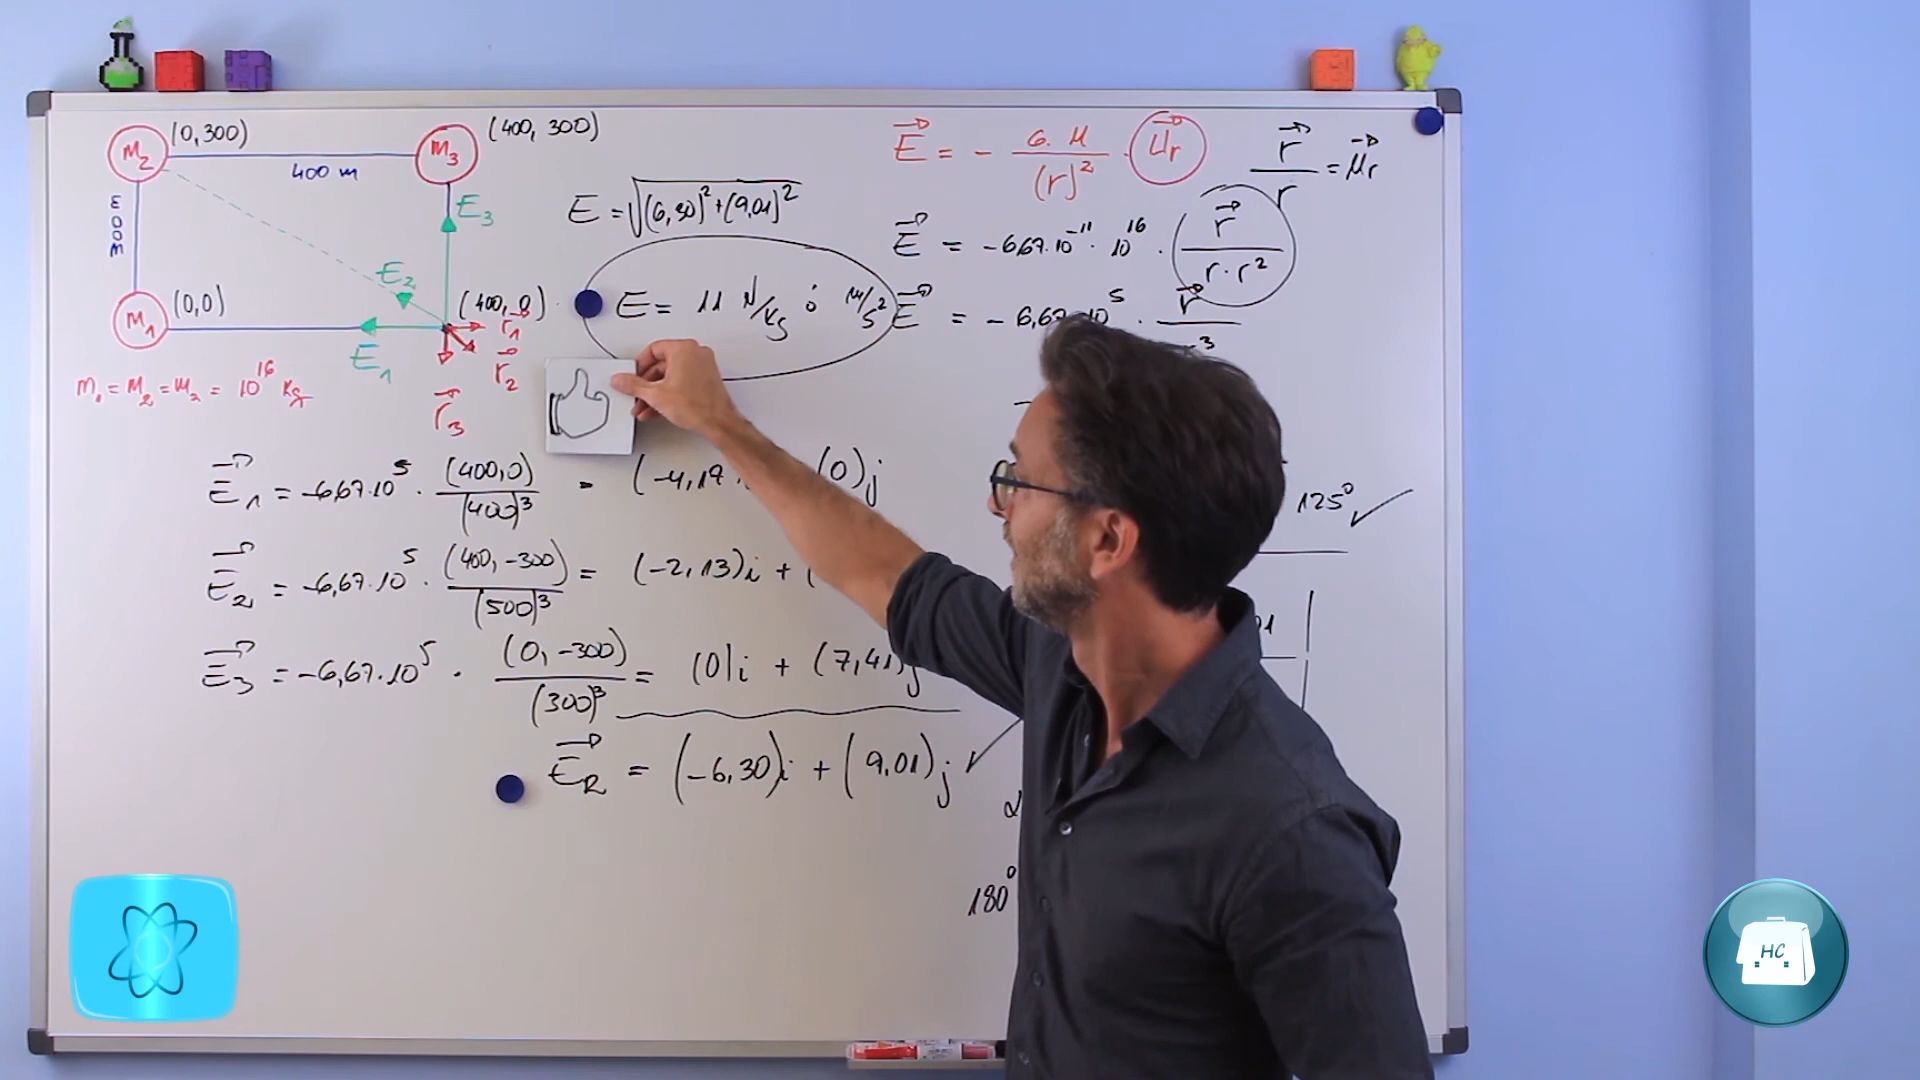 (0,300)
(400, 300)
M2
400 m
M3
300 m
E3
E2
M1
(0,0)
(400, 0)
r1
r2
r3
E1
M1 = M2 = M3 = 10^16 Kg
E = √(6,30)^2 + (9,01)^2
E = 11 N/Kg ó m/s^2
E = - G. M / (r)^2 · ur
r / r = ur
E = -6,67.10^-11 · 10^16 · r / r · r^2
E = - 6,67 10^5 · r / 3
E1 = -6,67.10^5 · (400,0) / (400)^3 = (-4,17 (0)j
E2 = -6,67.10^5 · (400, -300) / (500)^3 = (-2,13)i + (
E3 = -6,67.10^5 · (0, -300) / (300)^3 = (0)i + (7,41)j
ER = (-6,30)i + (9,01)j
125°
01
α
180°
HC